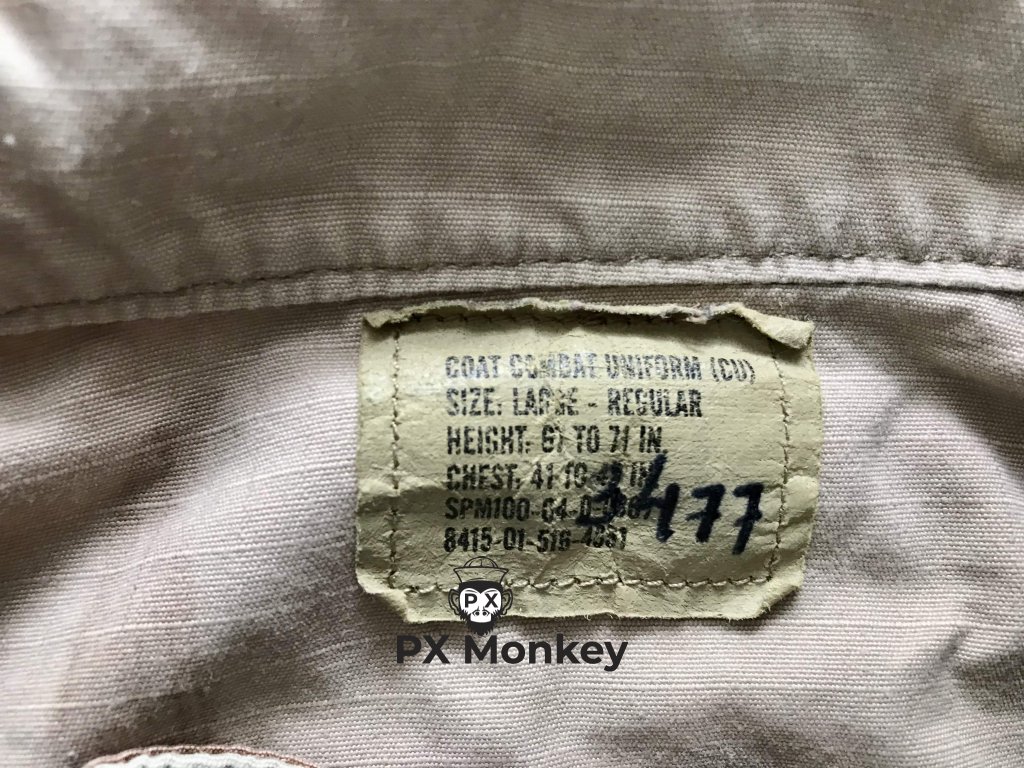 COAT COMBAT UNIFORM (CU)
SIZE: LARGE - REGULAR
HEIGHT: 67 TO 71 IN
CHEST: 41 TO IN
SPM100-04-D-
8415-01-516-
477
PX
PX Monkey